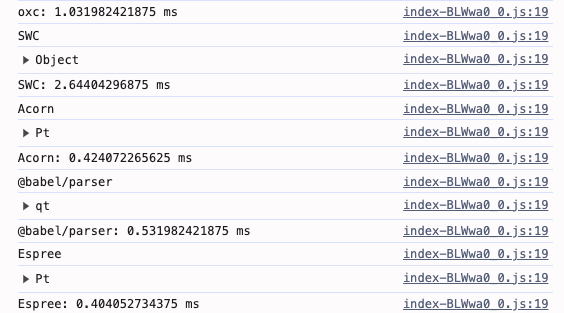 oxc: 1.031982421875 ms index-BLWwa0_0.js:19
SWC index-BLWwa0_0.js:19
▶ Object index-BLWwa0_0.js:19
SWC: 2.64404296875 ms index-BLWwa0_0.js:19
Acorn index-BLWwa0_0.js:19
▶ Pt index-BLWwa0_0.js:19
Acorn: 0.424072265625 ms index-BLWwa0_0.js:19
@babel/parser index-BLWwa0_0.js:19
▶ qt index-BLWwa0_0.js:19
@babel/parser: 0.531982421875 ms index-BLWwa0_0.js:19
Espree index-BLWwa0_0.js:19
▶ Pt index-BLWwa0_0.js:19
Espree: 0.404052734375 ms index-BLWwa0_0.js:19